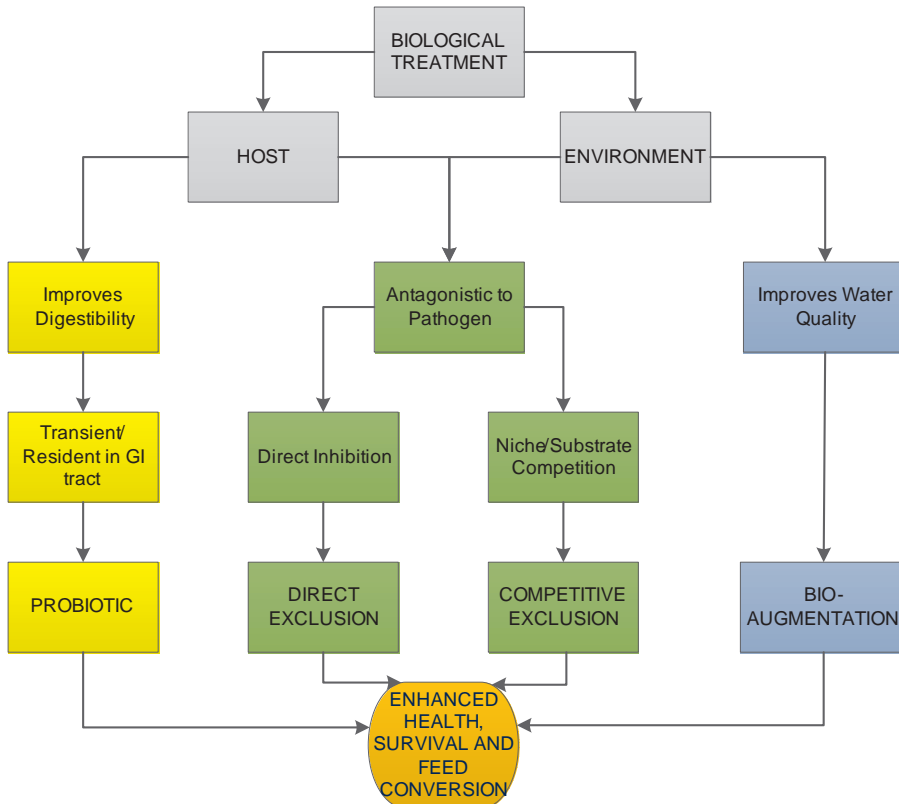 BIOLOGICAL
TREATMENT
HOST
ENVIRONMENT
Improves
Digestibility
Antagonistic to
Pathogen
Improves Water
Quality
Transient/
Resident in GI
tract
Direct Inhibition
Niche/Substrate
Competition
PROBIOTIC
DIRECT
EXCLUSION
COMPETITIVE
EXCLUSION
BIO-
AUGMENTATION
ENHANCED
HEALTH,
SURVIVAL AND
FEED
CONVERSION